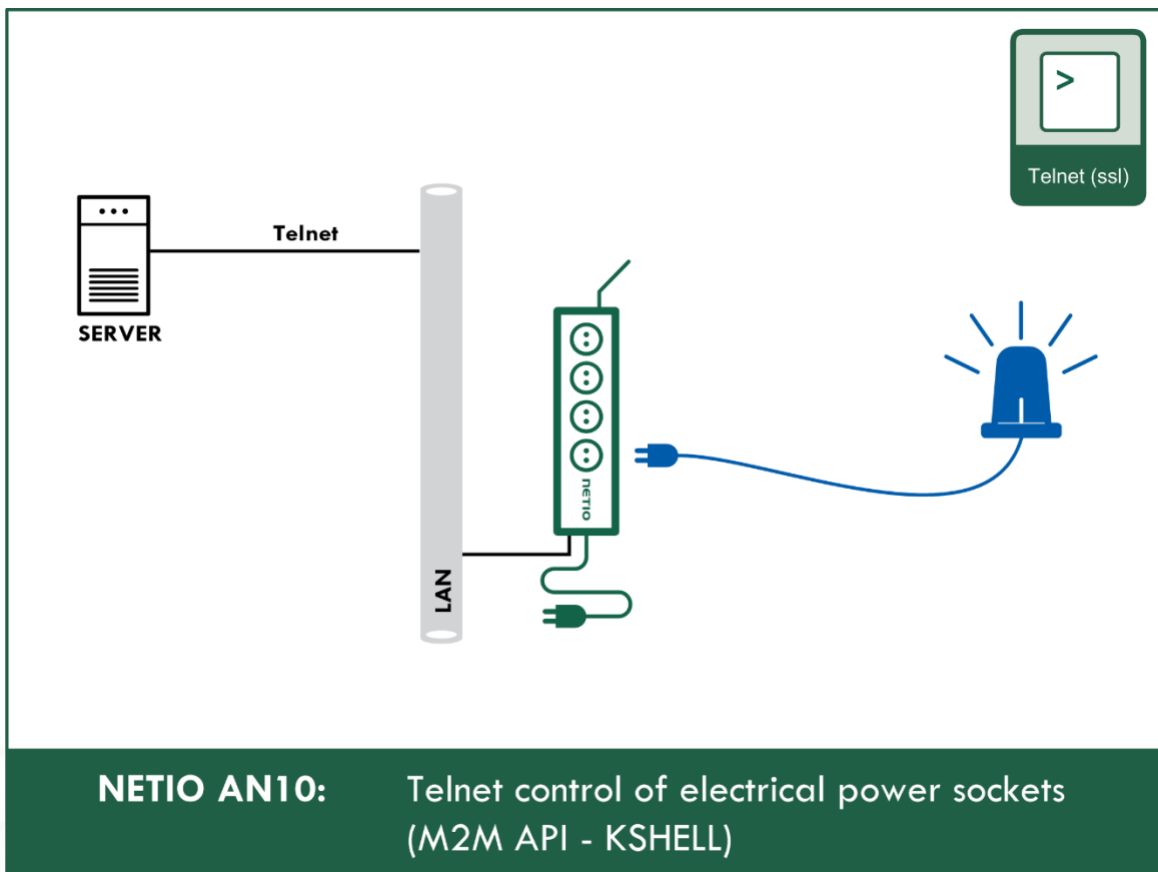 >
Telnet (ssl)
Telnet
SERVER
NETIO
LAN
NETIO AN10: Telnet control of electrical power sockets
(M2M API - KSHELL)